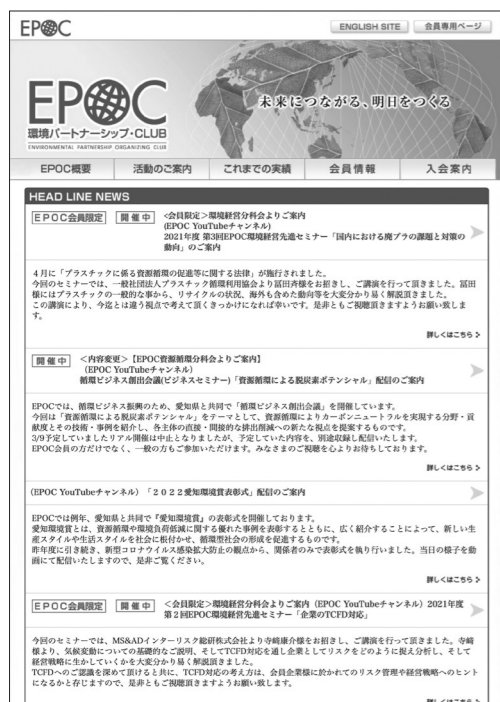 EPOC
ENGLISH SITE
会員専用ページ
未来につながる、明日をつくる
EPOC
環境パートナーシップ・CLUB
ENVIRONMENTAL PARTNERSHIP ORGANIZING CLUB
EPOC概要
活動のご案内
これまでの実績
会員情報
入会案内
HEAD LINE NEWS
EPOC会員限定 開催中 <会員限定>環境経営分科会よりご案内
(EPOC YouTubeチャンネル)
2021年度 第3回EPOC環境経営先進セミナー「国内における廃プラの課題と対策の
動向」のご案内
4月に「プラスチックに係る資源循環の促進等に関する法律」が施行されました。
今回のセミナーでは、一般社団法人プラスチック循環利用協会より冨田斉様をお招きし、ご講演を行って頂きました。冨田
様にはプラスチックの一般的な事から、リサイクルの状況、海外も含めた動向等を大変分かり易く解説頂きました。
この講演により、今迄とは違う視点で考えて頂くきっかけになれば幸いです。是非ともご視聴頂きますようお願い致しま
す。
詳しくはこちら
開催中 <内容変更>【EPOC資源循環分科会よりご案内】
(EPOC YouTubeチャンネル)
循環ビジネス創出会議(ビジネスセミナー)「資源循環による脱炭素ポテンシャル」配信のご案内
EPOCでは、循環ビジネス振興のため、愛知県と共同で「循環ビジネス創出会議」を開催しています。
今回は「資源循環による脱炭素ポテンシャル」をテーマとして、資源循環によりカーボンニュートラルを実現する分野・貢
献度とその技術・事例を紹介し、各主体の直接・間接的な排出削減への新たな視点を提案するものです。
3/9予定していましたリアル開催は中止となりましたが、予定していた内容を、別途収録し配信いたします。
EPOC会員の方だけでなく、一般の方もご参加いただけます。みなさまのご視聴を心よりお待ちしております。
詳しくはこちら
(EPOC YouTubeチャンネル)「2022愛知環境賞表彰式」配信のご案内
EPOCでは例年、愛知県と共同で『愛知環境賞』の表彰式を開催しております。
愛知環境賞とは、資源循環や環境負荷低減に関する優れた事例を表彰するとともに、広く紹介することによって、新しい生
産スタイルや生活スタイルを社会に根付かせ、循環型社会の形成を促進するものです。
昨年度に引き続き、新型コロナウイルス感染拡大防止の観点から、関係者のみで表彰式を執り行いました。当日の様子を動
画にて配信いたしますので、是非ご覧ください。
詳しくはこちら
EPOC会員限定 開催中 <会員限定>環境経営分科会よりご案内(EPOC YouTubeチャンネル)2021年度
第2回EPOC環境経営先進セミナー「企業のTCFD対応」
今回のセミナーでは、MS&ADインターリスク総研株式会社より寺崎康介様をお招きし、ご講演を行って頂きました。寺崎
様より、気候変動についての基礎的なご説明、そしてTCFD対応を通し企業としてリスクをどのように捉え分析し、そして
経営戦略に生かしていくかを大変分かり易く解説頂きました。
TCFDへのご認識を深めて頂けると共に、TCFD対応の考え方は、会員企業様に於かれてのリスク管理や経営戦略へのヒント
になるかと存じますので、是非ともご視聴頂きますようお願い致します。
詳しくはこちら